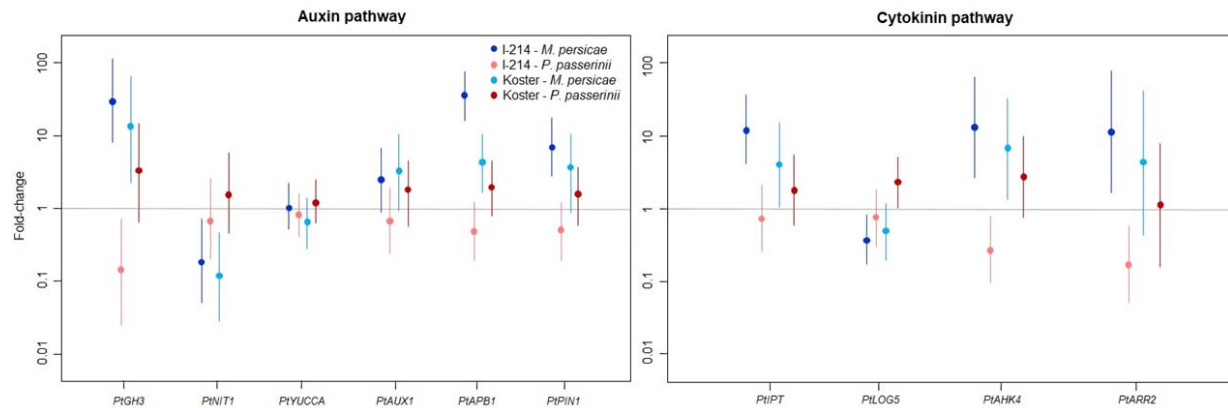 Auxin pathway
Cytokinin pathway
Fold-change
100
10
1
0.1
0.01
I-214 - M. persicae
I-214 - P. passerinii
Koster - M. persicae
Koster - P. passerinii
PtGH3
PtNIT1
PtYUCCA
PtAUX1
PtAPB1
PtPIN1
100
10
1
0.1
0.01
PtIPT
PtLOG5
PtAHK4
PtARR2